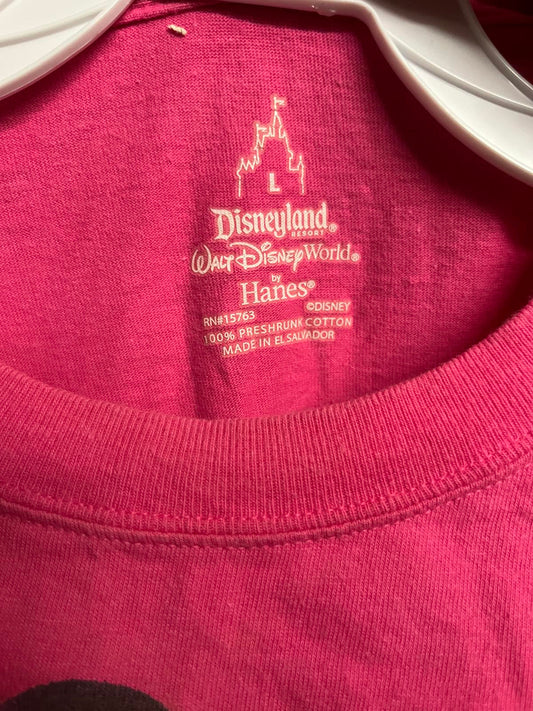 L
Disneyland®
RESORT
Walt Disney World®
by
Hanes®
RN#15763 ©DISNEY
100% PRESHRUNK COTTON
MADE IN EL SALVADOR